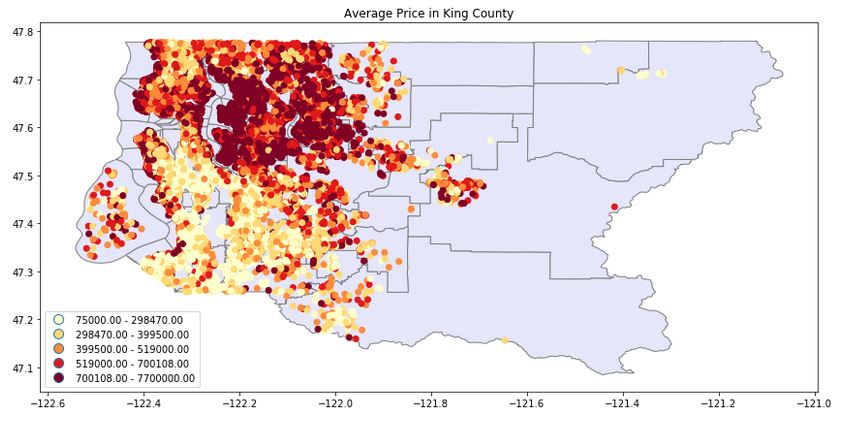 Average Price in King County
47.8
47.7
47.6
47.5
47.4
47.3
47.2
47.1
75000.00 - 298470.00
298470.00 - 399500.00
399500.00 - 519000.00
519000.00 - 700108.00
700108.00 - 7700000.00
−122.6 −122.4 −122.2 −122.0 −121.8 −121.6 −121.4 −121.2 −121.0